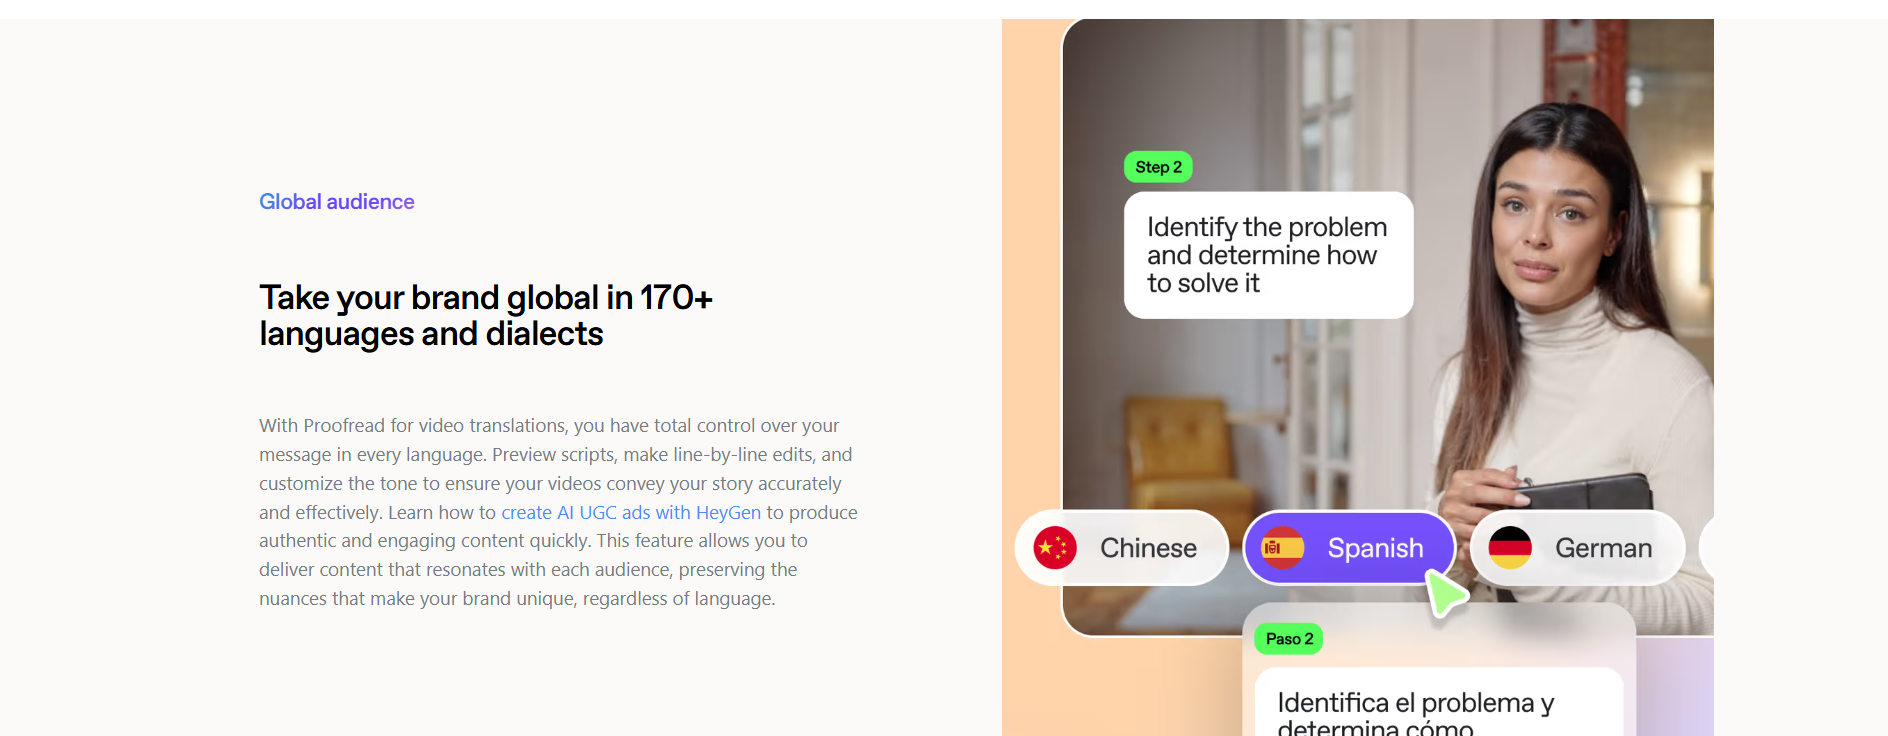 Global audience
Take your brand global in 170+
languages and dialects
With Proofread for video translations, you have total control over your
message in every language. Preview scripts, make line-by-line edits, and
customize the tone to ensure your videos convey your story accurately
and effectively. Learn how to create AI UGC ads with HeyGen to produce
authentic and engaging content quickly. This feature allows you to
deliver content that resonates with each audience, preserving the
nuances that make your brand unique, regardless of language.
Step 2
Identify the problem
and determine how
to solve it
Chinese
Spanish
German
Paso 2
Identifica el problema y
determina cómo